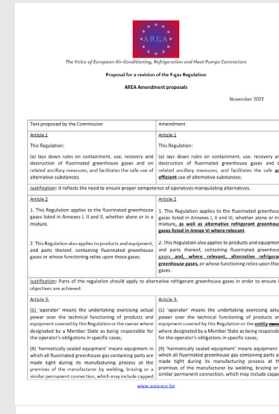 AREA
The Voice of European Air-Conditioning, Refrigeration and Heat Pumps Contractors
Proposal for a revision of the F-gas Regulation
AREA Amendment proposals
November 2022
Text proposed by the Commission
Amendment
Article 1
This Regulation:
(a) lays down rules on containment, use, recovery and
destruction of fluorinated greenhouse gases and on
related ancillary measures, and facilitates the safe use of
alternative substances;
Article 1
This Regulation:
(a) lays down rules on containment, use, recovery an
destruction of fluorinated greenhouse gases and
related ancillary measures, and facilitates the safe
efficient use of alternative substances;
Justification: It reflects the need to ensure proper competence of operatives manipulating alternatives.
Article 2
1. This Regulation applies to the fluorinated greenhouse
gases listed in Annexes I, II and II, whether alone or in a
mixture.
2. This Regulation also applies to products and equipment,
and parts thereof, containing fluorinated greenhouse
gases or whose functioning relies upon those gases.
Article 2
1. This Regulation applies to the fluorinated greenhou
gases listed in Annexes I, II and III, whether alone or in
mixture, as well as alternative refrigerant greenhous
gases listed in Annex VI where relevant.
2. This Regulation also applies to products and equipmen
and parts thereof, containing fluorinated greenhous
gases and, where relevant, alternative refrigera
greenhouse gases, or whose functioning relies upon thos
gases.
Justification: Parts of the regulation should apply to alternative refrigerant greenhouse gases in order to ensure
objectives are achieved.
Article 3:
(5) 'operator' means the undertaking exercising actual
power over the technical functioning of products and
equipment covered by this Regulation or the owner where
designated by a Member State as being responsible for
the operator's obligations in specific cases;
(9) 'hermetically sealed equipment' means equipment in
which all fluorinated greenhouse gas containing parts are
made tight during its manufacturing process at the
premises of the manufacturer by welding, brazing or a
similar permanent connection, which may include capped
Article 3:
(5) 'operator' means the undertaking exercising actu
power over the technical functioning of products an
equipment covered by this Regulation or the entity
where designated by a Member State as being responsib
for the operator's obligations in specific cases;
(9) 'hermetically sealed equipment' means equipment
which all fluorinated greenhouse gas containing parts a
made tight during its manufacturing process at th
premises of the manufacturer by welding, brazing or
similar permanent connection, which may include cappe
www.area-eur.be